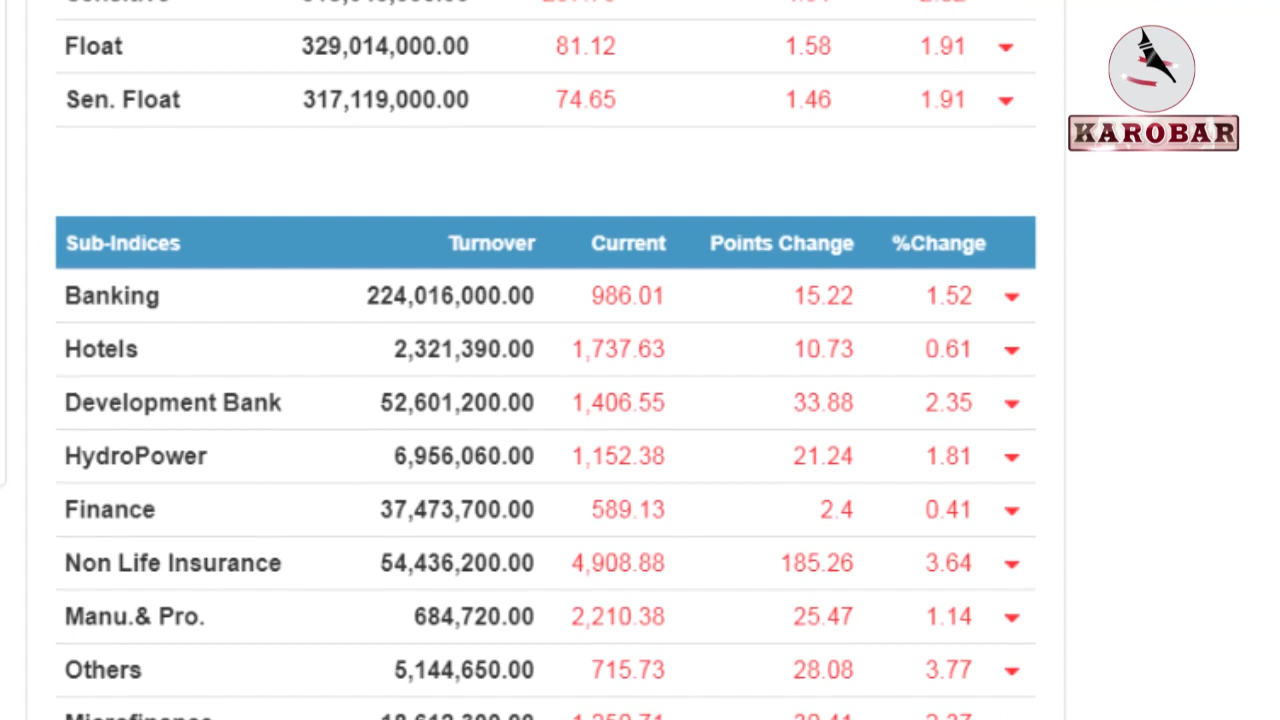 Float 329,014,000.00 81.12 1.58 1.91
Sen. Float 317,119,000.00 74.65 1.46 1.91
KAROBAR
Sub-Indices Turnover Current Points Change %Change
Banking 224,016,000.00 986.01 15.22 1.52
Hotels 2,321,390.00 1,737.63 10.73 0.61
Development Bank 52,601,200.00 1,406.55 33.88 2.35
HydroPower 6,956,060.00 1,152.38 21.24 1.81
Finance 37,473,700.00 589.13 2.4 0.41
Non Life Insurance 54,436,200.00 4,908.88 185.26 3.64
Manu.& Pro. 684,720.00 2,210.38 25.47 1.14
Others 5,144,650.00 715.73 28.08 3.77
Microfinance